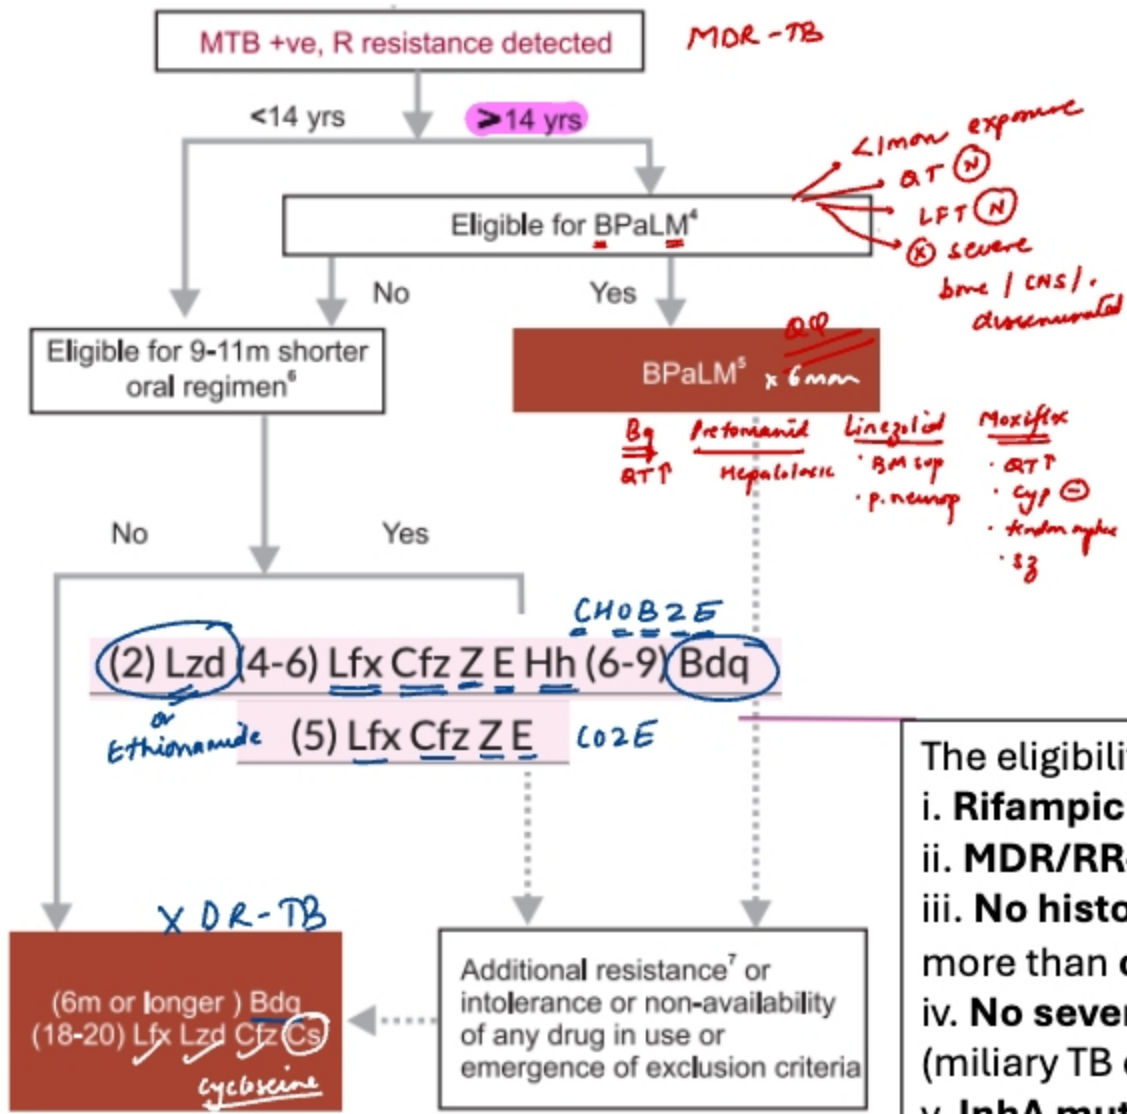 MTB +ve, R resistance detected
MDR-TB
<14 yrs
≥14 yrs
Eligible for BPaLM⁴
<1mon exposure
QT Ⓝ
LFT Ⓝ
ⓧ severe
bone / CNS /
disseminated
No
Yes
Eligible for 9-11m shorter
oral regimen⁶
BPaLM⁵ x 6mon
Bq
QT↑
Pretomanid
Hepatotoxic
Linezolid
· BM sup
· p. neurop
Moxiflox
· QT↑
· CYP ⊖
· tendon
· Sz
No
Yes
CHOBZE
(2) Lzd (4-6) Lfx Cfz Z E Hh (6-9) Bdq
or
Ethionamide
(5) Lfx Cfz Z E
COZE
The eligibili
i. Rifampic
ii. MDR/RR-
iii. No histo
more than
iv. No sever
(miliary TB
v. InhA mut
XDR-TB
(6m or longer ) Bdq
(18-20) Lfx Lzd Cfz Cs
cycloseine
Additional resistance⁷ or
intolerance or non-availability
of any drug in use or
emergence of exclusion criteria